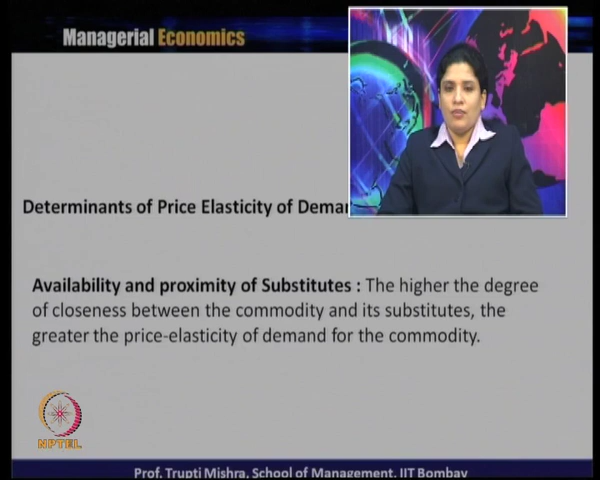 Managerial Economics
Determinants of Price Elasticity of Deman
Availability and proximity of Substitutes : The higher the degree
of closeness between the commodity and its substitutes, the
greater the price-elasticity of demand for the commodity.
NPTEL
Prof. Trupti Mishra, School of Management, IIT Bombay